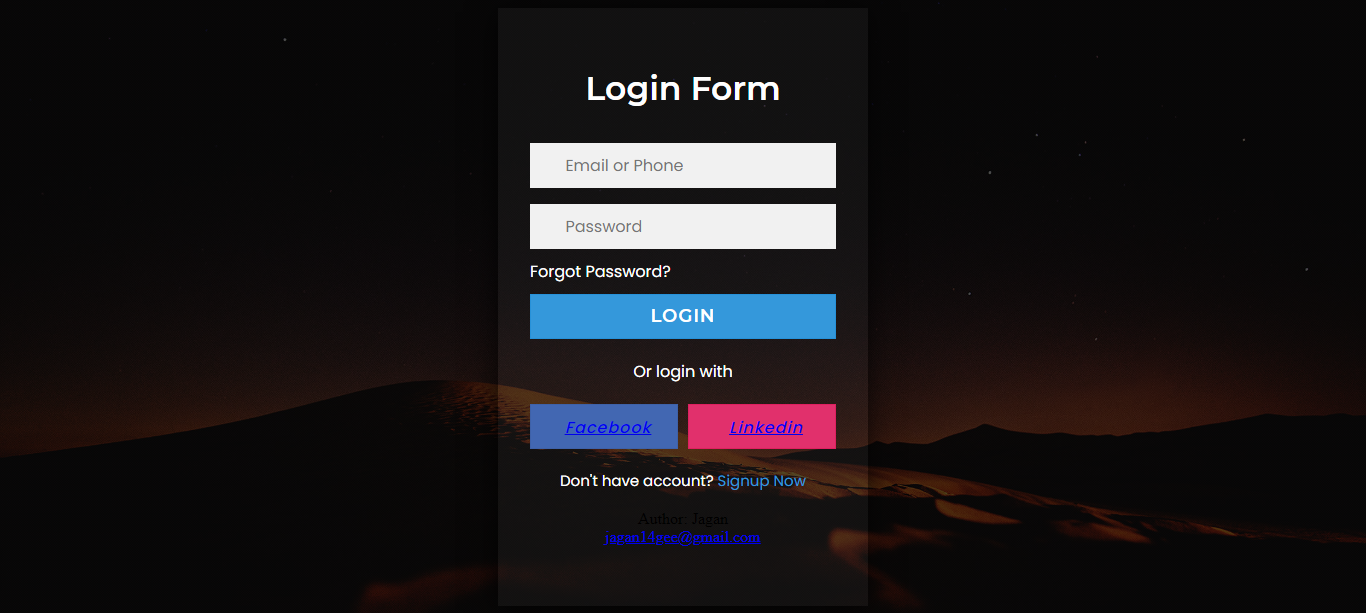 Login Form
Email or Phone
Password
Forgot Password?
LOGIN
Or login with
Facebook Linkedin
Don't have account? Signup Now
Author: Jagan
jagan14gee@gmail.com